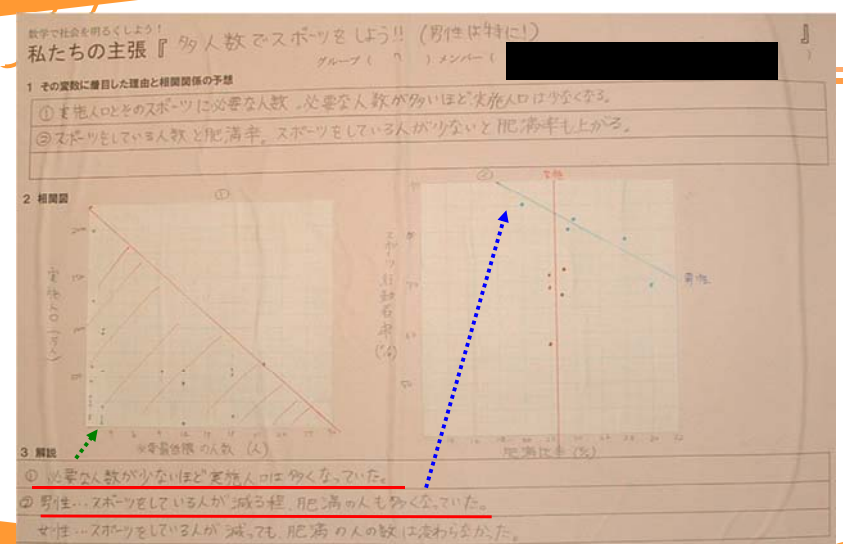 数学で社会を明るくしよう!
私たちの主張『多人数でスポーツをしよう!!(男性は特に!)』
グループ( 7 )メンバー( )
1 その変数に着目した理由と相関関係の予想
①実施人口とそのスポーツに必要な人数。必要な人数が多いほど実施人口は少なくなる。
②スポーツをしている人数と肥満率。スポーツをしている人が少ないと肥満率も上がる。
2 相関図
①
実施人口(万人)
必要最低限の人数(人)
②
女性
男性
スポーツ行動者率(%)
肥満比率(%)
3 解説
①必要な人数が少ないほど実施人口は多くなっていた。
②男性…スポーツをしている人が減る程、肥満の人も多くなっていた。
女性…スポーツをしている人が減っても、肥満の人の数は変わらなかった。